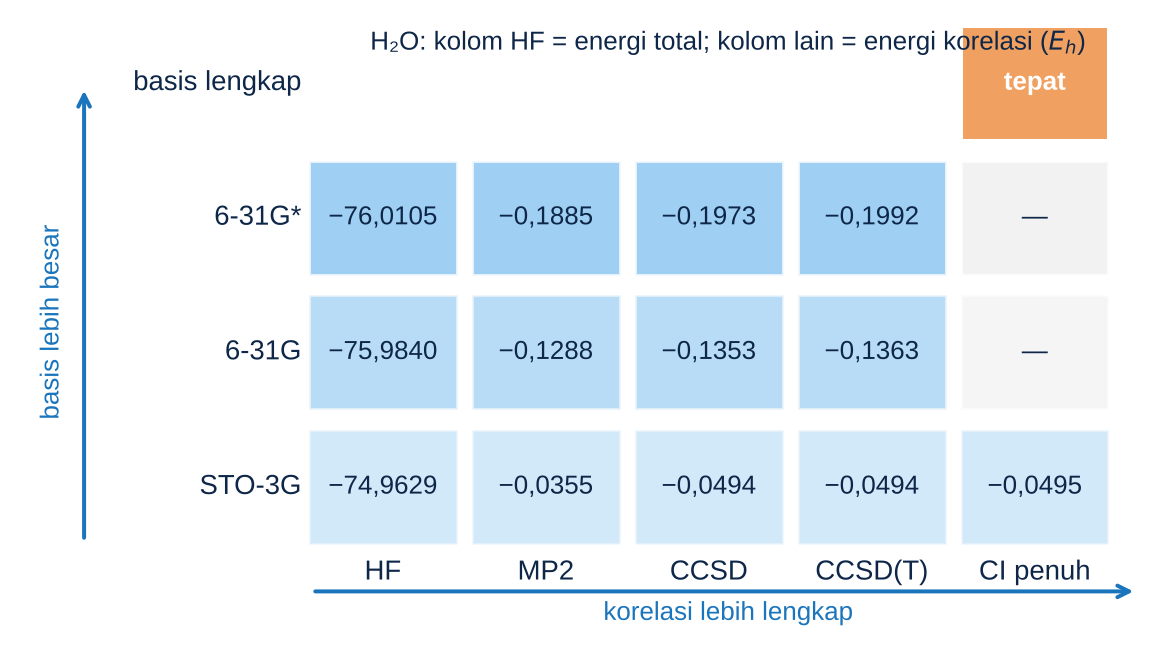 H₂O: kolom HF = energi total; kolom lain = energi korelasi (Eₕ)
basis lengkap
tepat
6-31G* −76,0105 −0,1885 −0,1973 −0,1992 —
6-31G −75,9840 −0,1288 −0,1353 −0,1363 —
STO-3G −74,9629 −0,0355 −0,0494 −0,0494 −0,0495
HF MP2 CCSD CCSD(T) CI penuh
korelasi lebih lengkap
basis lebih besar